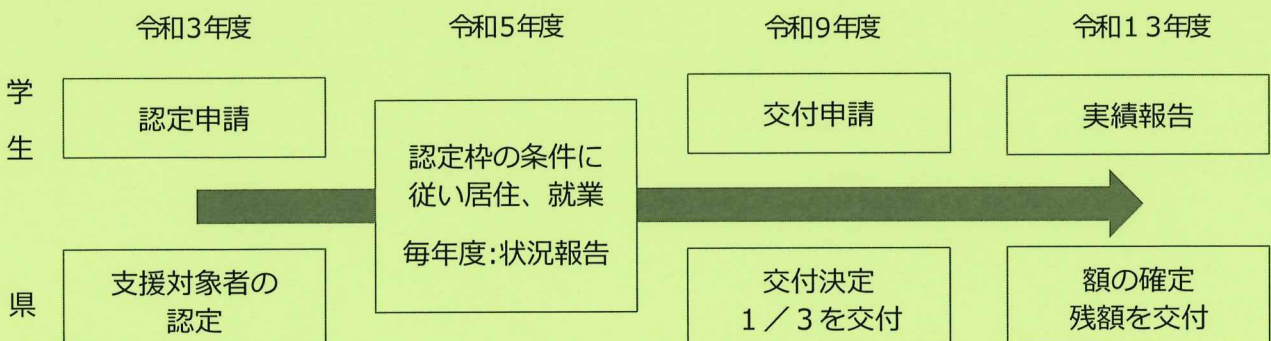 令和3年度
令和5年度
令和9年度
令和13年度
学
生
認定申請
認定枠の条件に
従い居住、就業
毎年度:状況報告
交付申請
実績報告
県
支援対象者の
認定
交付決定
1/3を交付
額の確定
残額を交付